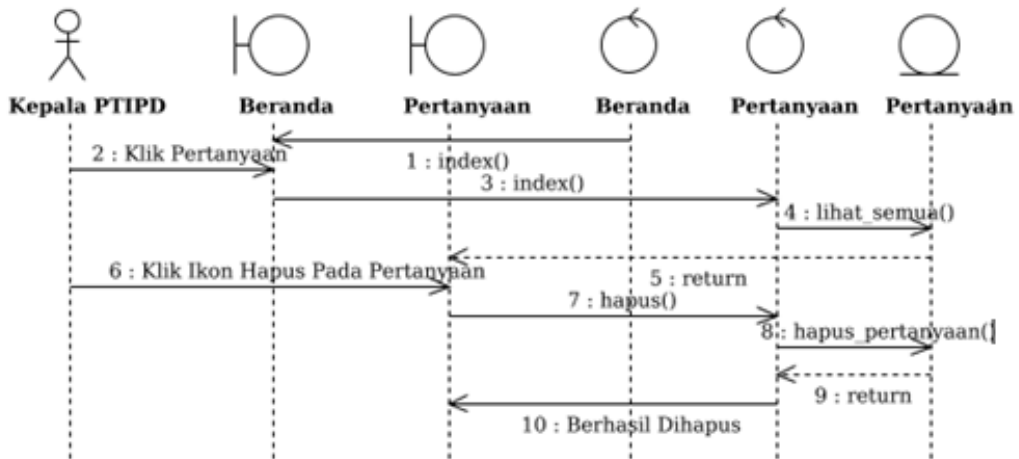 Kepala PTIPD Beranda Pertanyaan Beranda Pertanyaan Pertanyaan
2 : Klik Pertanyaan
1 : index()
3 : index()
4 : lihat_semua()
6 : Klik Ikon Hapus Pada Pertanyaan
5 : return
7 : hapus()
8 : hapus_pertanyaan()
9 : return
10 : Berhasil Dihapus